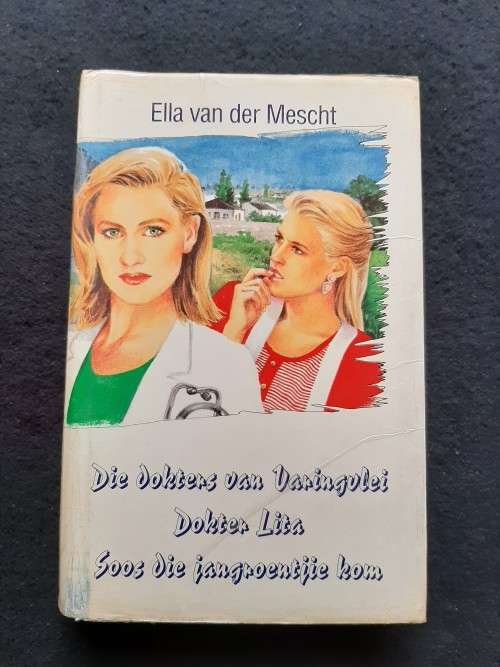 Ella van der Mescht
Die dokters van Varingvlei
Dokter Lita
Soos die jangroentjie kom